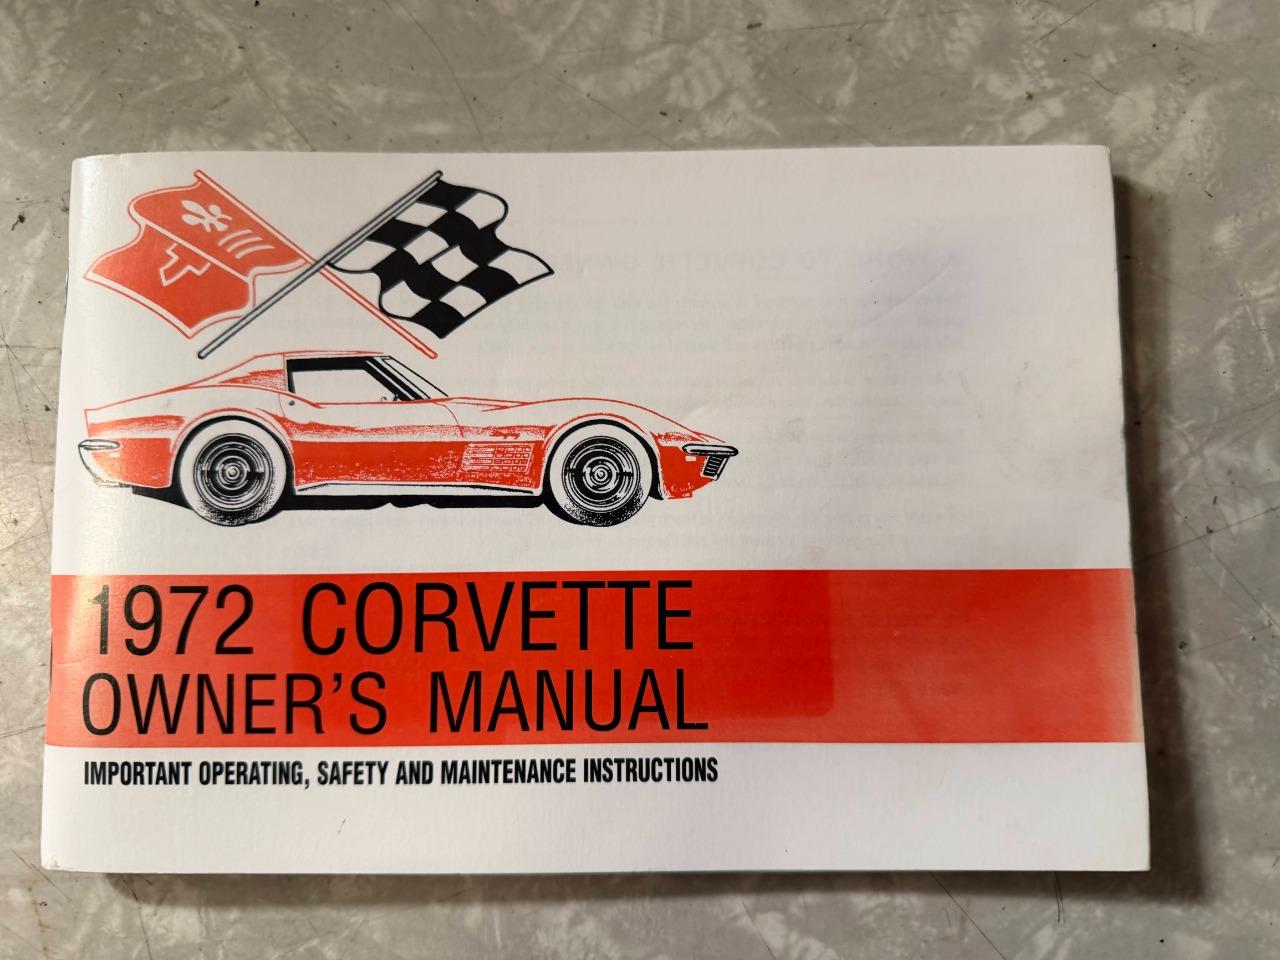 1972 CORVETTE
OWNER'S MANUAL
IMPORTANT OPERATING, SAFETY AND MAINTENANCE INSTRUCTIONS